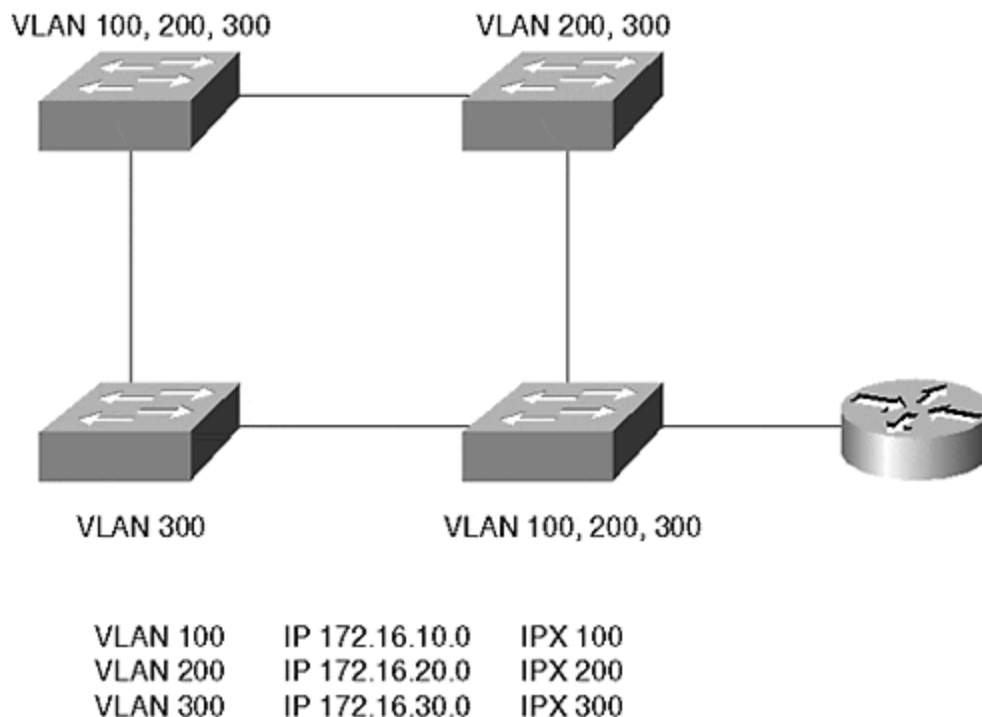 VLAN 100, 200, 300
VLAN 200, 300
VLAN 300
VLAN 100, 200, 300
VLAN 100 IP 172.16.10.0 IPX 100
VLAN 200 IP 172.16.20.0 IPX 200
VLAN 300 IP 172.16.30.0 IPX 300